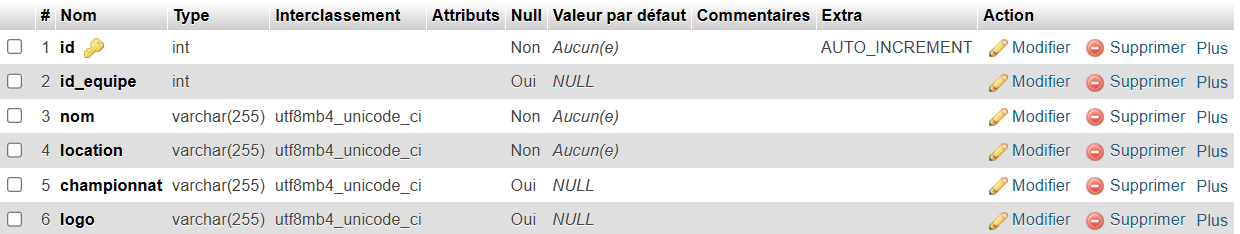 # Nom Type Interclassement Attributs Null Valeur par défaut Commentaires Extra Action
1 id int Non Aucun(e) AUTO_INCREMENT Modifier Supprimer Plus
2 id_equipe int Oui NULL Modifier Supprimer Plus
3 nom varchar(255) utf8mb4_unicode_ci Non Aucun(e) Modifier Supprimer Plus
4 location varchar(255) utf8mb4_unicode_ci Non Aucun(e) Modifier Supprimer Plus
5 championnat varchar(255) utf8mb4_unicode_ci Oui NULL Modifier Supprimer Plus
6 logo varchar(255) utf8mb4_unicode_ci Oui NULL Modifier Supprimer Plus